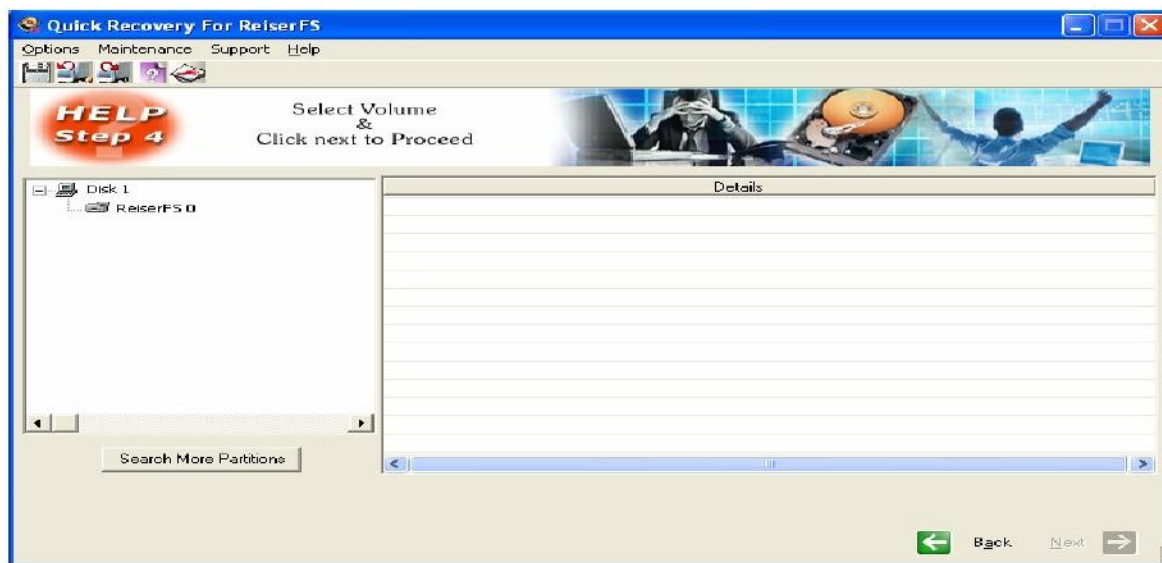 Quick Recovery For ReiserFS
Options Maintenance Support Help
HELP
Step 4
Select Volume
&
Click next to Proceed
Disk 1
ReiserFS 0
Details
Search More Partitions
Back Next